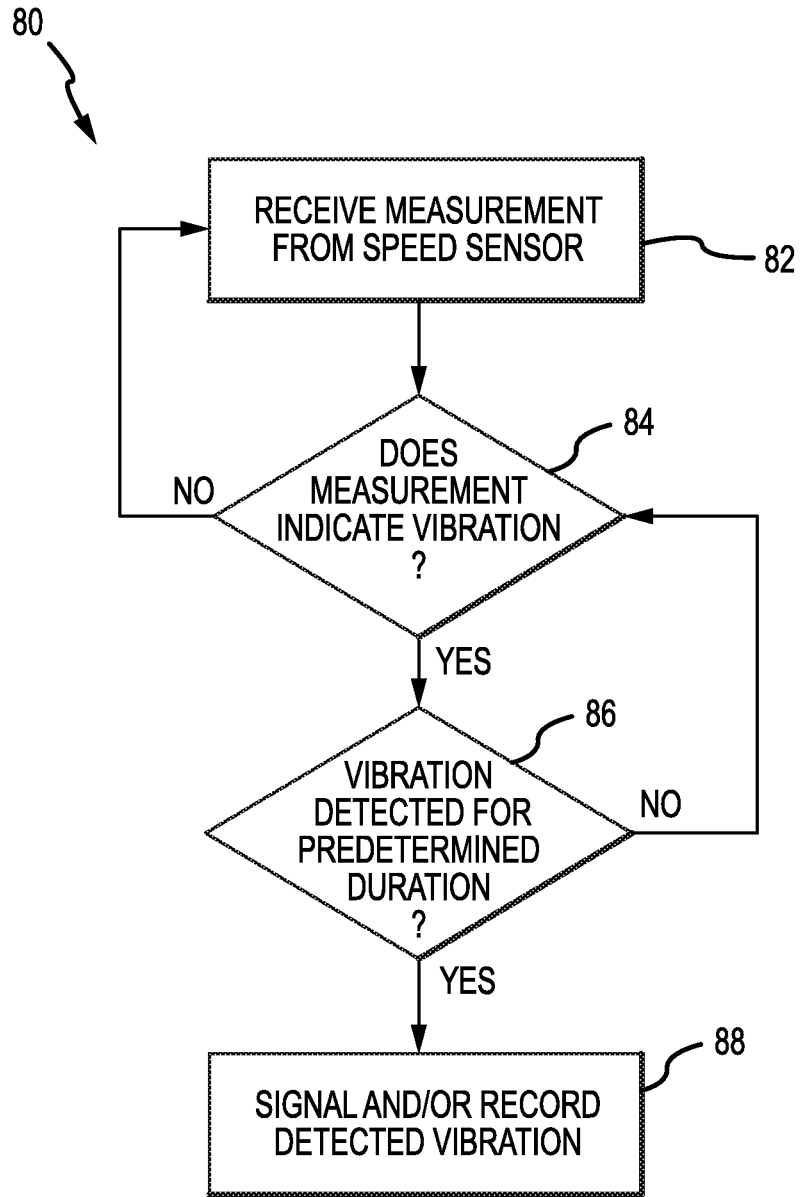 80
RECEIVE MEASUREMENT
FROM SPEED SENSOR
82
84
DOES
MEASUREMENT
INDICATE VIBRATION
?
NO
YES
86
VIBRATION
DETECTED FOR
PREDETERMINED
DURATION
?
NO
YES
88
SIGNAL AND/OR RECORD
DETECTED VIBRATION